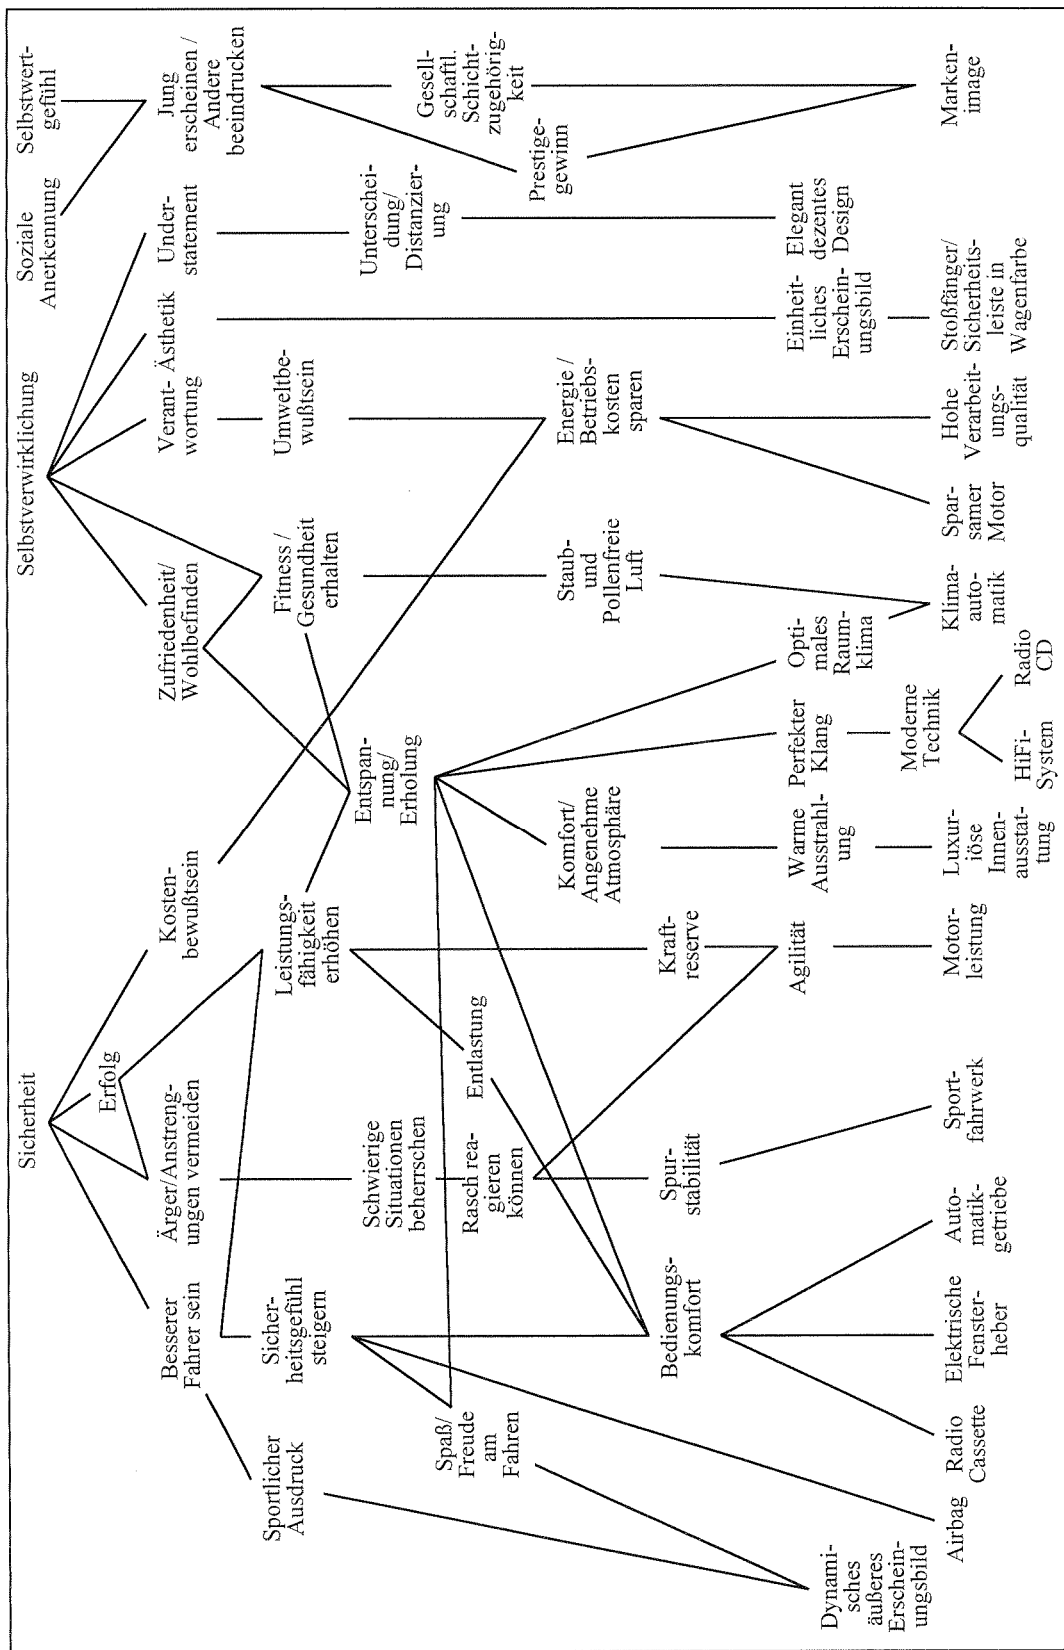 Sicherheit
Selbstverwirklichung
Soziale
Anerkennung
Selbstwert-
gefühl
Besserer
Fahrer sein
Ärger/Anstreng-
ungen vermeiden
Erfolg
Kosten-
bewußtsein
Zufriedenheit/
Wohlbefinden
Verant-
wortung
Ästhetik
Under-
statement
Jung
erscheinen /
Andere
beeindrucken
Sportlicher
Ausdruck
Sicher-
heitsgefühl
steigern
Leistungs-
fähigkeit
erhöhen
Fitness /
Gesundheit
erhalten
Umweltbe-
wußtsein
Schwierige
Situationen
beherrschen
Entspan-
nung/
Erholung
Unterschei-
dung/
Distanzier-
ung
Gesell-
schaftl.
Schicht-
zugehörig-
keit
Spaß/
Freude
am
Fahren
Rasch rea-
gieren
können
Entlastung
Prestige-
gewinn
Komfort/
Angenehme
Atmosphäre
Staub-
und
Pollenfreie
Luft
Energie /
Betriebs-
kosten
sparen
Bedienungs-
komfort
Spur-
stabilität
Kraft-
reserve
Dynami-
sches
äußeres
Erschein-
ungsbild
Agilität
Warme
Ausstrahl-
ung
Perfekter
Klang
Opti-
males
Raum-
klima
Einheit-
liches
Erschein-
ungsbild
Elegant
dezentes
Design
Moderne
Technik
Airbag
Radio
Cassette
Elektrische
Fenster-
heber
Auto-
matik-
getriebe
Sport-
fahrwerk
Motor-
leistung
Luxur-
iöse
Innen-
ausstat-
tung
HiFi-
System
Radio
CD
Klima-
auto-
matik
Spar-
samer
Motor
Hohe
Verarbeit-
ungs-
qualität
Stoßfänger/
Sicherheits-
leiste in
Wagenfarbe
Marken-
image